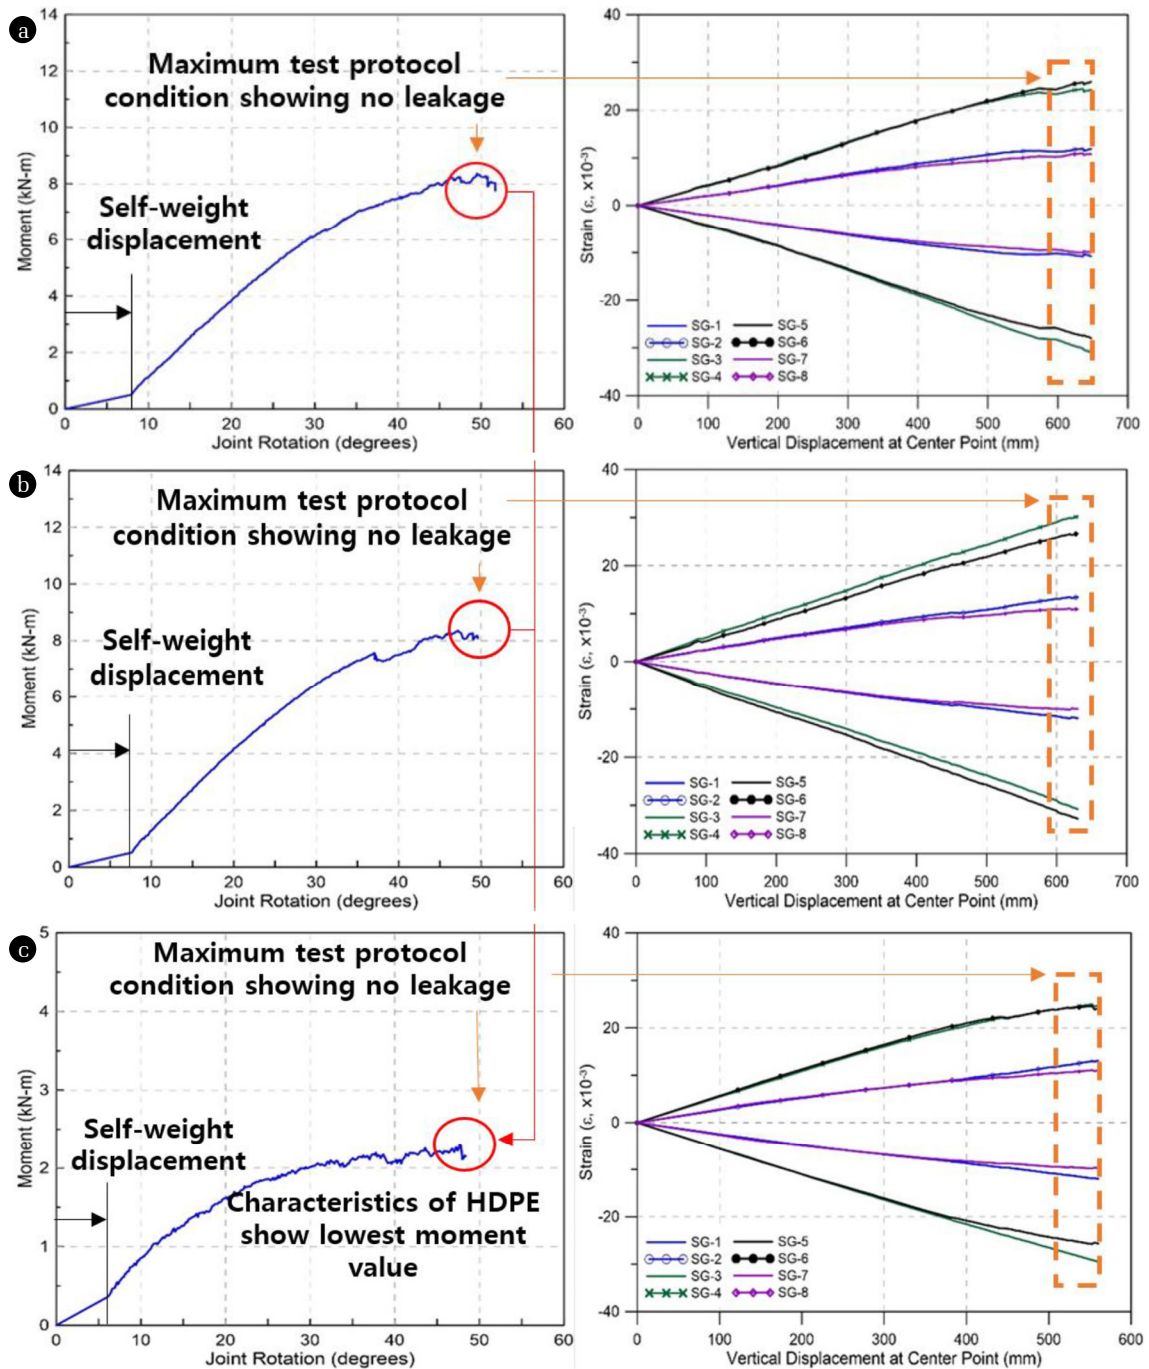 a
14
12
10
8
6
4
2
0
Moment (kN-m)
Maximum test protocol
condition showing no leakage
Self-weight
displacement
0 10 20 30 40 50 60
Joint Rotation (degrees)
40
20
0
-20
-40
Strain (ε, x10⁻³)
SG-1 SG-5
SG-2 SG-6
SG-3 SG-7
SG-4 SG-8
0 100 200 300 400 500 600 700
Vertical Displacement at Center Point (mm)
b
14
12
10
8
6
4
2
0
Moment (kN-m)
Maximum test protocol
condition showing no leakage
Self-weight
displacement
0 10 20 30 40 50 60
Joint Rotation (degrees)
40
20
0
-20
-40
Strain (ε, x10⁻³)
SG-1 SG-5
SG-2 SG-6
SG-3 SG-7
SG-4 SG-8
0 100 200 300 400 500 600 700
Vertical Displacement at Center Point (mm)
c
5
4
3
2
1
0
Moment (kN-m)
Maximum test protocol
condition showing no leakage
Self-weight
displacement
Characteristics of HDPE
show lowest moment
value
0 10 20 30 40 50 60
Joint Rotation (degrees)
40
20
0
-20
-40
Strain (ε, x10⁻³)
SG-1 SG-5
SG-2 SG-6
SG-3 SG-7
SG-4 SG-8
0 100 200 300 400 500 600
Vertical Displacement at Center Point (mm)